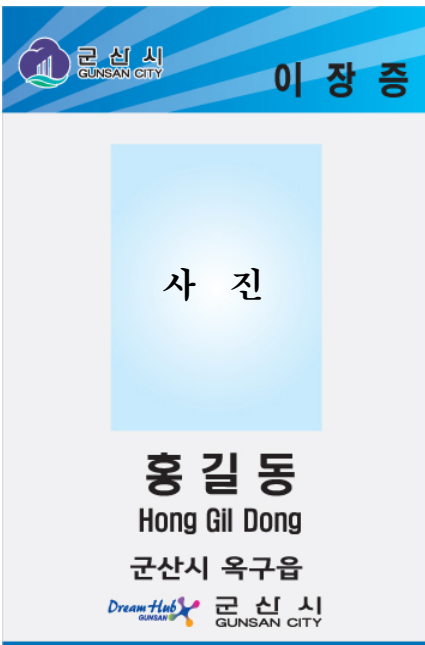 군 산 시
GUNSAN CITY
이 장 증
사 진
홍 길 동
Hong Gil Dong
군산시 옥구읍
Dream Hub
GUNSAN
군 산 시
GUNSAN CITY